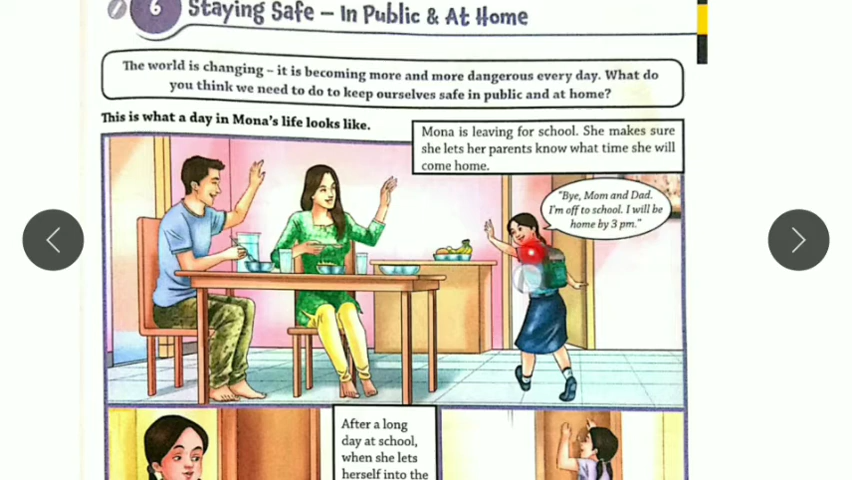 6
Staying Safe – In Public & At Home
The world is changing – it is becoming more and more dangerous every day. What do
you think we need to do to keep ourselves safe in public and at home?
This is what a day in Mona's life looks like.
Mona is leaving for school. She makes sure
she lets her parents know what time she will
come home.
"Bye, Mom and Dad.
I'm off to school. I will be
home by 3 pm."
After a long
day at school,
when she lets
herself into the